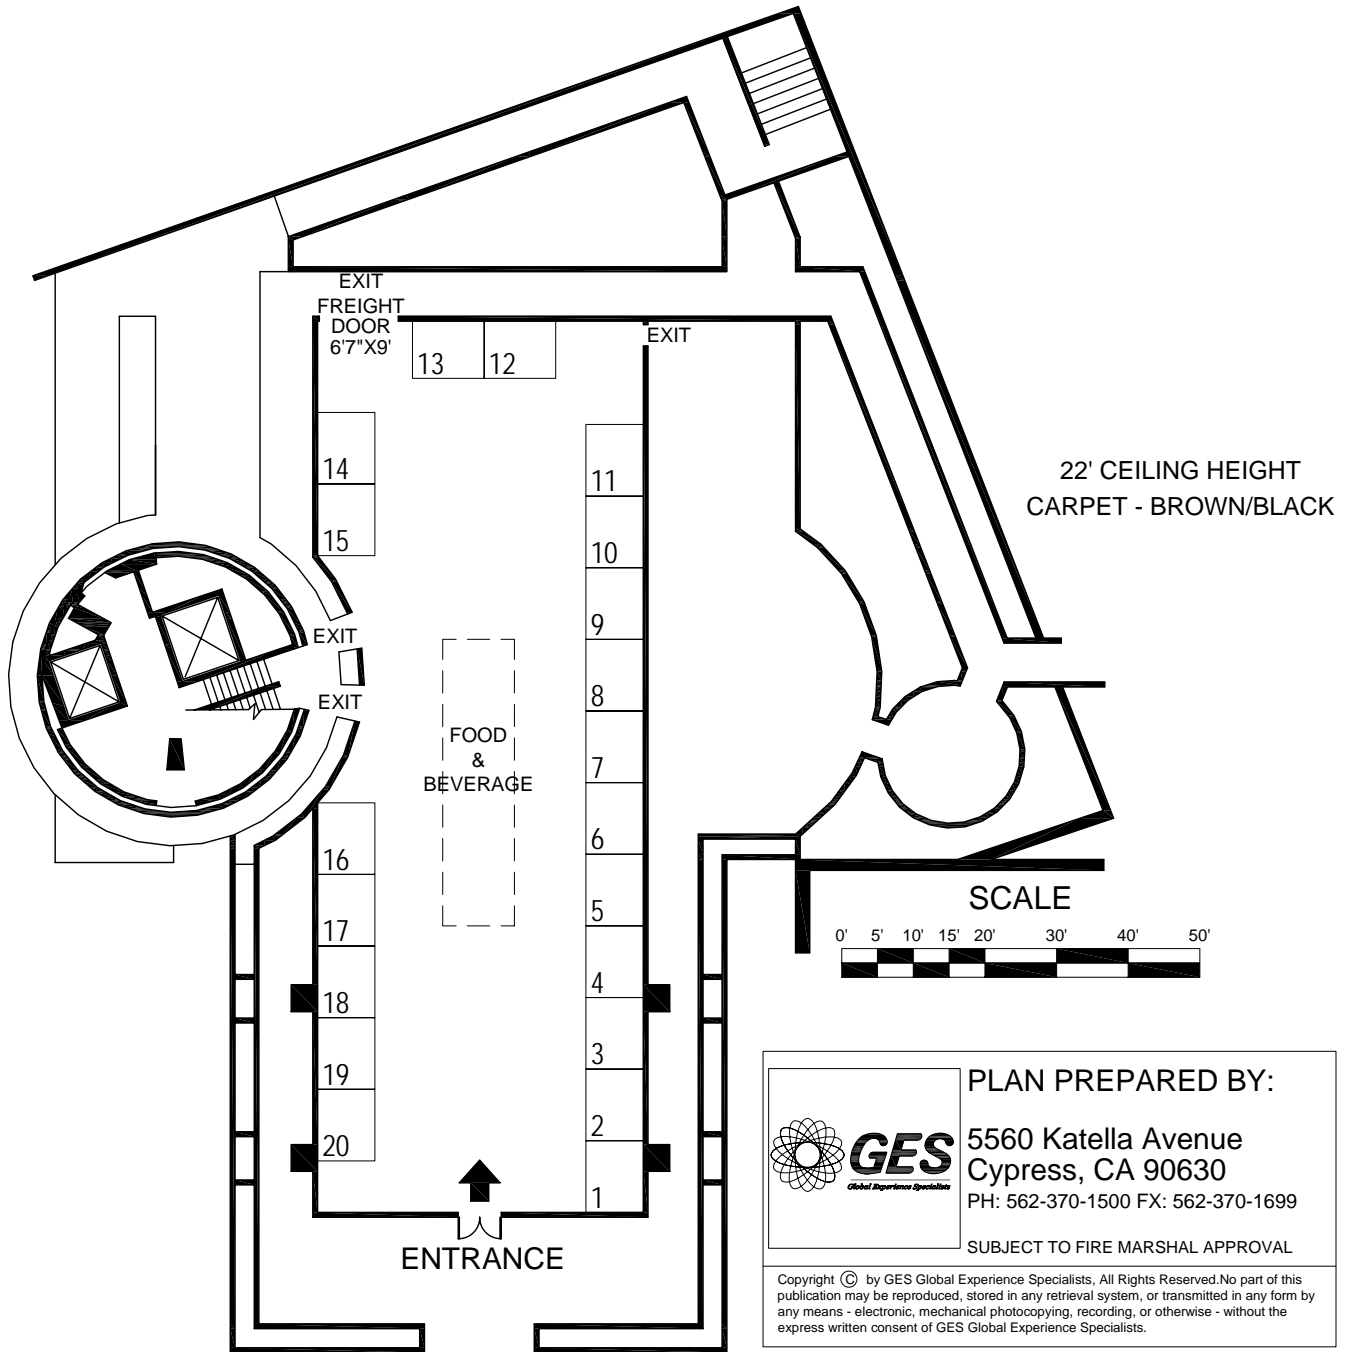 EXIT
FREIGHT
DOOR
6'7"X9'
EXIT
13
12
14
15
11
10
9
8
7
6
5
4
3
2
1
22' CEILING HEIGHT
CARPET - BROWN/BLACK
EXIT
EXIT
FOOD
&
BEVERAGE
16
17
18
19
20
ENTRANCE
SCALE
0' 5' 10' 15' 20' 30' 40' 50'
GES
Global Experience Specialists
PLAN PREPARED BY:
5560 Katella Avenue
Cypress, CA 90630
PH: 562-370-1500 FX: 562-370-1699
SUBJECT TO FIRE MARSHAL APPROVAL
Copyright © by GES Global Experience Specialists, All Rights Reserved.No part of this
publication may be reproduced, stored in any retrieval system, or transmitted in any form by
any means - electronic, mechanical photocopying, recording, or otherwise - without the
express written consent of GES Global Experience Specialists.